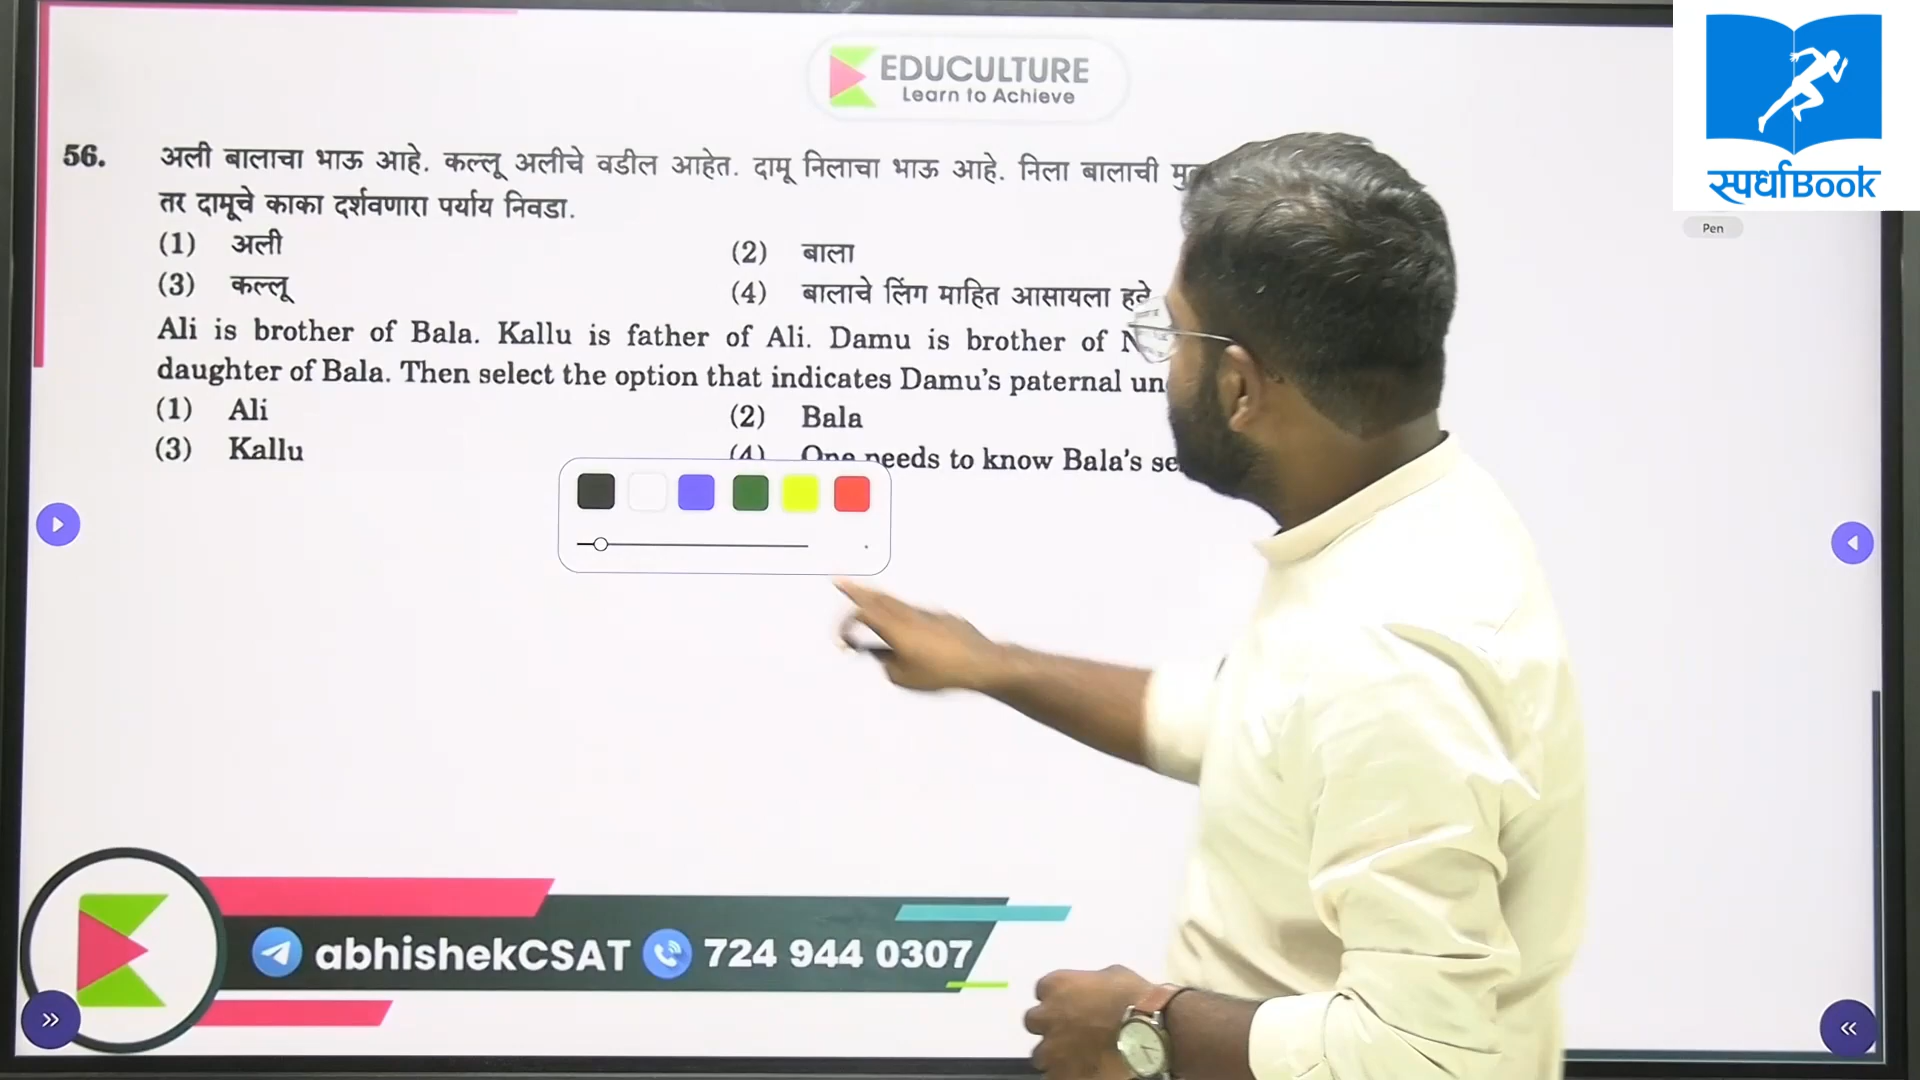 EDUCULTURE
Learn to Achieve
स्पर्धाBook
Pen
56. अली बालाचा भाऊ आहे. कल्लू अलीचे वडील आहेत. दामू निलाचा भाऊ आहे. निला बालाची
तर दामूचे काका दर्शवणारा पर्याय निवडा.
(1) अली (2) बाला
(3) कल्लू (4) बालाचे लिंग माहित आसायला हवे
Ali is brother of Bala. Kallu is father of Ali. Damu is brother of
daughter of Bala. Then select the option that indicates Damu's paternal
(1) Ali (2) Bala
(3) Kallu (4) One needs to know Bala's
abhishekCSAT 724 944 0307